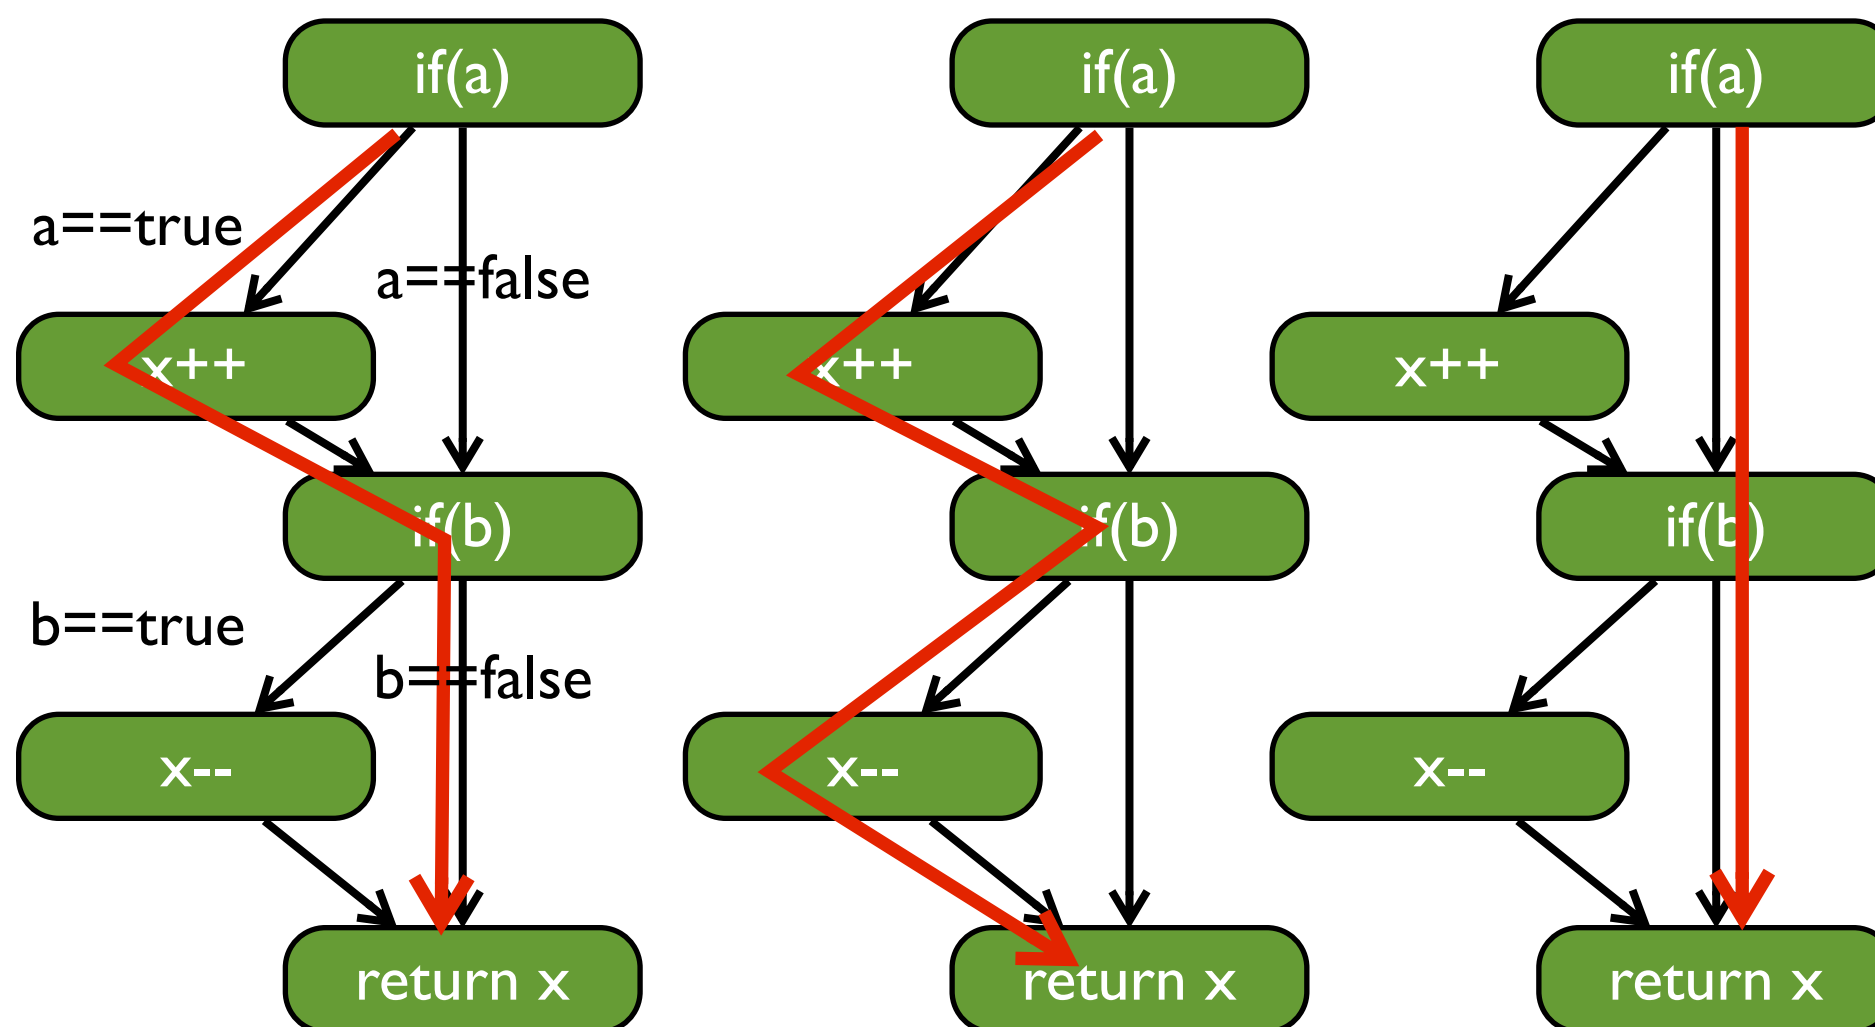 if(a)
if(a)
if(a)
a==true
a==false
x++
x++
x++
if(b)
if(b)
if(b)
b==true
b==false
x--
x--
x--
return x
return x
return x